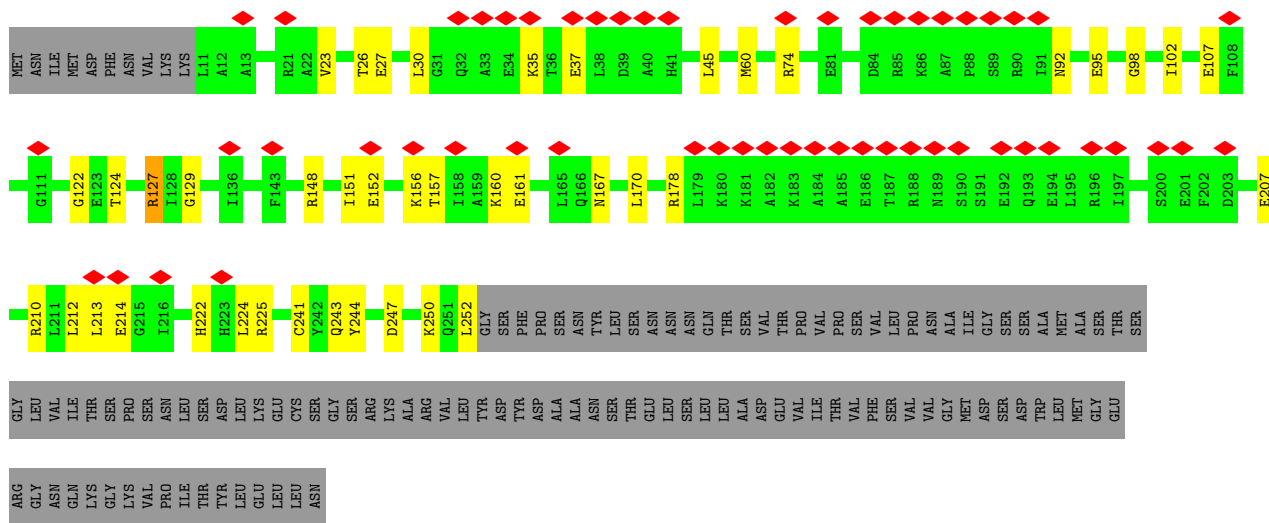 MET ASN ILE MET ASP PHE ASN VAL LYS LYS L11 A12 A13 R21 A22 V23 T26 E27 L30 G31 Q32 A33 E34 K35 T36 E37 L38 D39 A40 H41 L45 M60 R74 E81 D84 R85 K86 A87 P88 S89 R90 I91 N92 E95 G98 I102 E107 F108
G111 G122 E123 T124 R127 I128 G129 I136 F143 R148 I151 E152 K156 T157 I158 A159 K160 E161 L165 Q166 N167 L170 R178 L179 K180 K181 A182 K183 A184 A185 E186 T187 R188 N189 S190 S191 E192 Q193 E194 L195 R196 I197 S200 E201 F202 D203 E207
R210 L211 L212 L213 E214 G215 I216 H222 H223 L224 R225 C241 Y242 Q243 Y244 D247 K250 Q251 L252 GLY SER PHE PRO SER ASN TYR LEU SER ASN ASN ASN GLN THR SER VAL THR PRO VAL PRO SER VAL LEU PRO ASN ALA ILE GLY SER SER ALA MET ALA SER THR SER
GLY LEU VAL ILE THR SER PRO SER ASN LEU SER ASP LEU LYS GLU CYS SER GLY SER ARG LYS ALA ARG VAL LEU TYR ASP TYR ASP ALA ALA ASN SER THR GLU LEU SER LEU LEU ALA ASP GLU VAL ILE THR VAL PHE SER VAL VAL GLY MET ASP SER ASP TRP LEU MET GLY GLU
ARG GLY ASN GLN LYS GLY LYS VAL PRO ILE THR TYR LEU GLU LEU LEU ASN